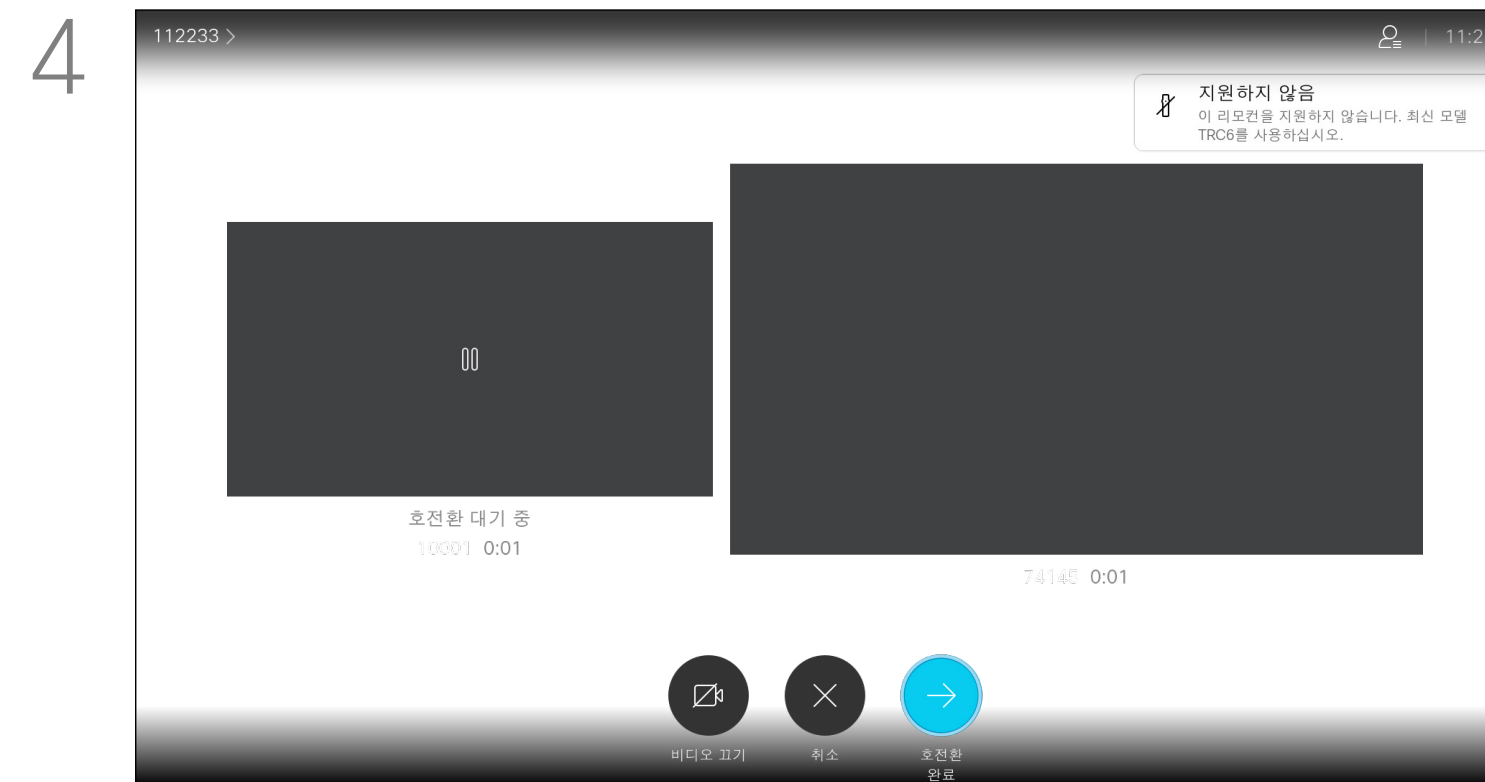 4
112233 >
11:2
지원하지 않음
이 리모컨을 지원하지 않습니다. 최신 모델
TRC6를 사용하십시오.
호전환 대기 중
10001 0:01
74145 0:01
비디오 끄기
취소
호전환
완료